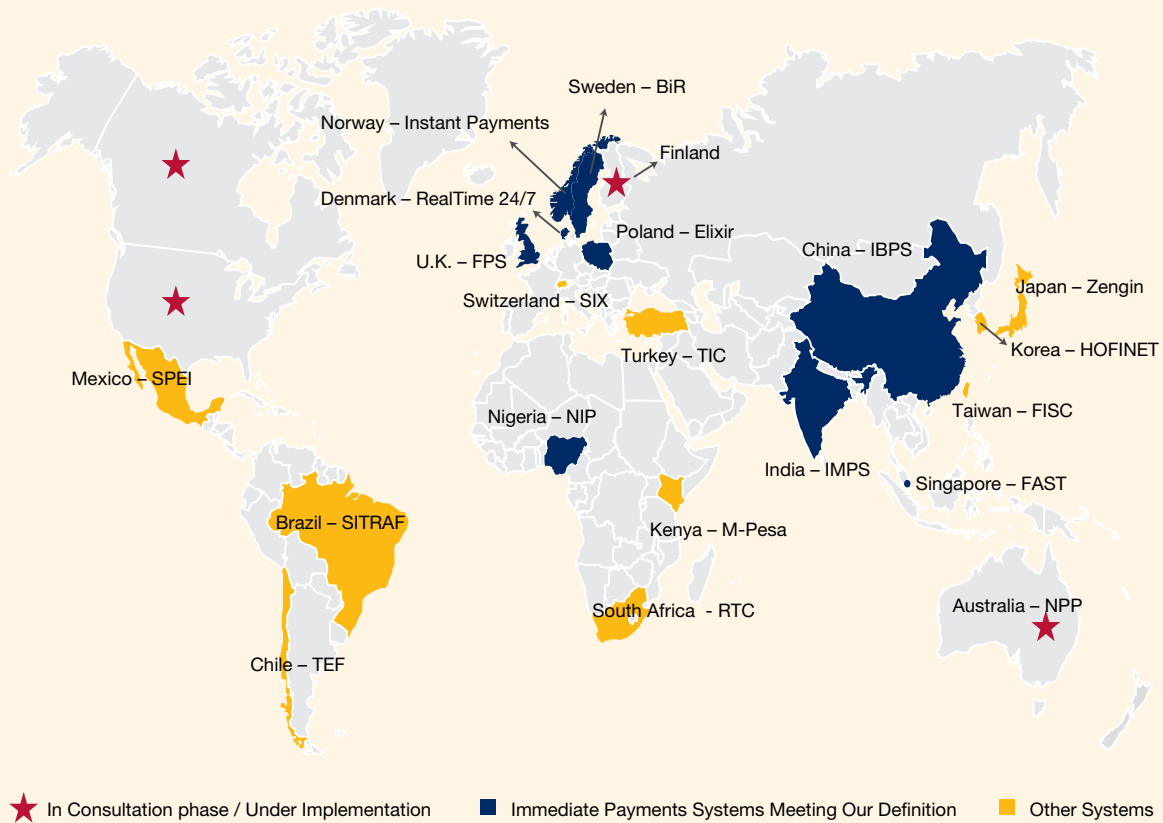 Sweden – BiR
Norway – Instant Payments
Finland
Denmark – RealTime 24/7
Poland – Elixir
China – IBPS
U.K. – FPS
Japan – Zengin
Switzerland – SIX
Korea – HOFINET
Turkey – TIC
Mexico – SPEI
Taiwan – FISC
Nigeria – NIP
India – IMPS
Singapore – FAST
Brazil – SITRAF
Kenya – M-Pesa
Australia – NPP
South Africa - RTC
Chile – TEF
In Consultation phase / Under Implementation
Immediate Payments Systems Meeting Our Definition
Other Systems